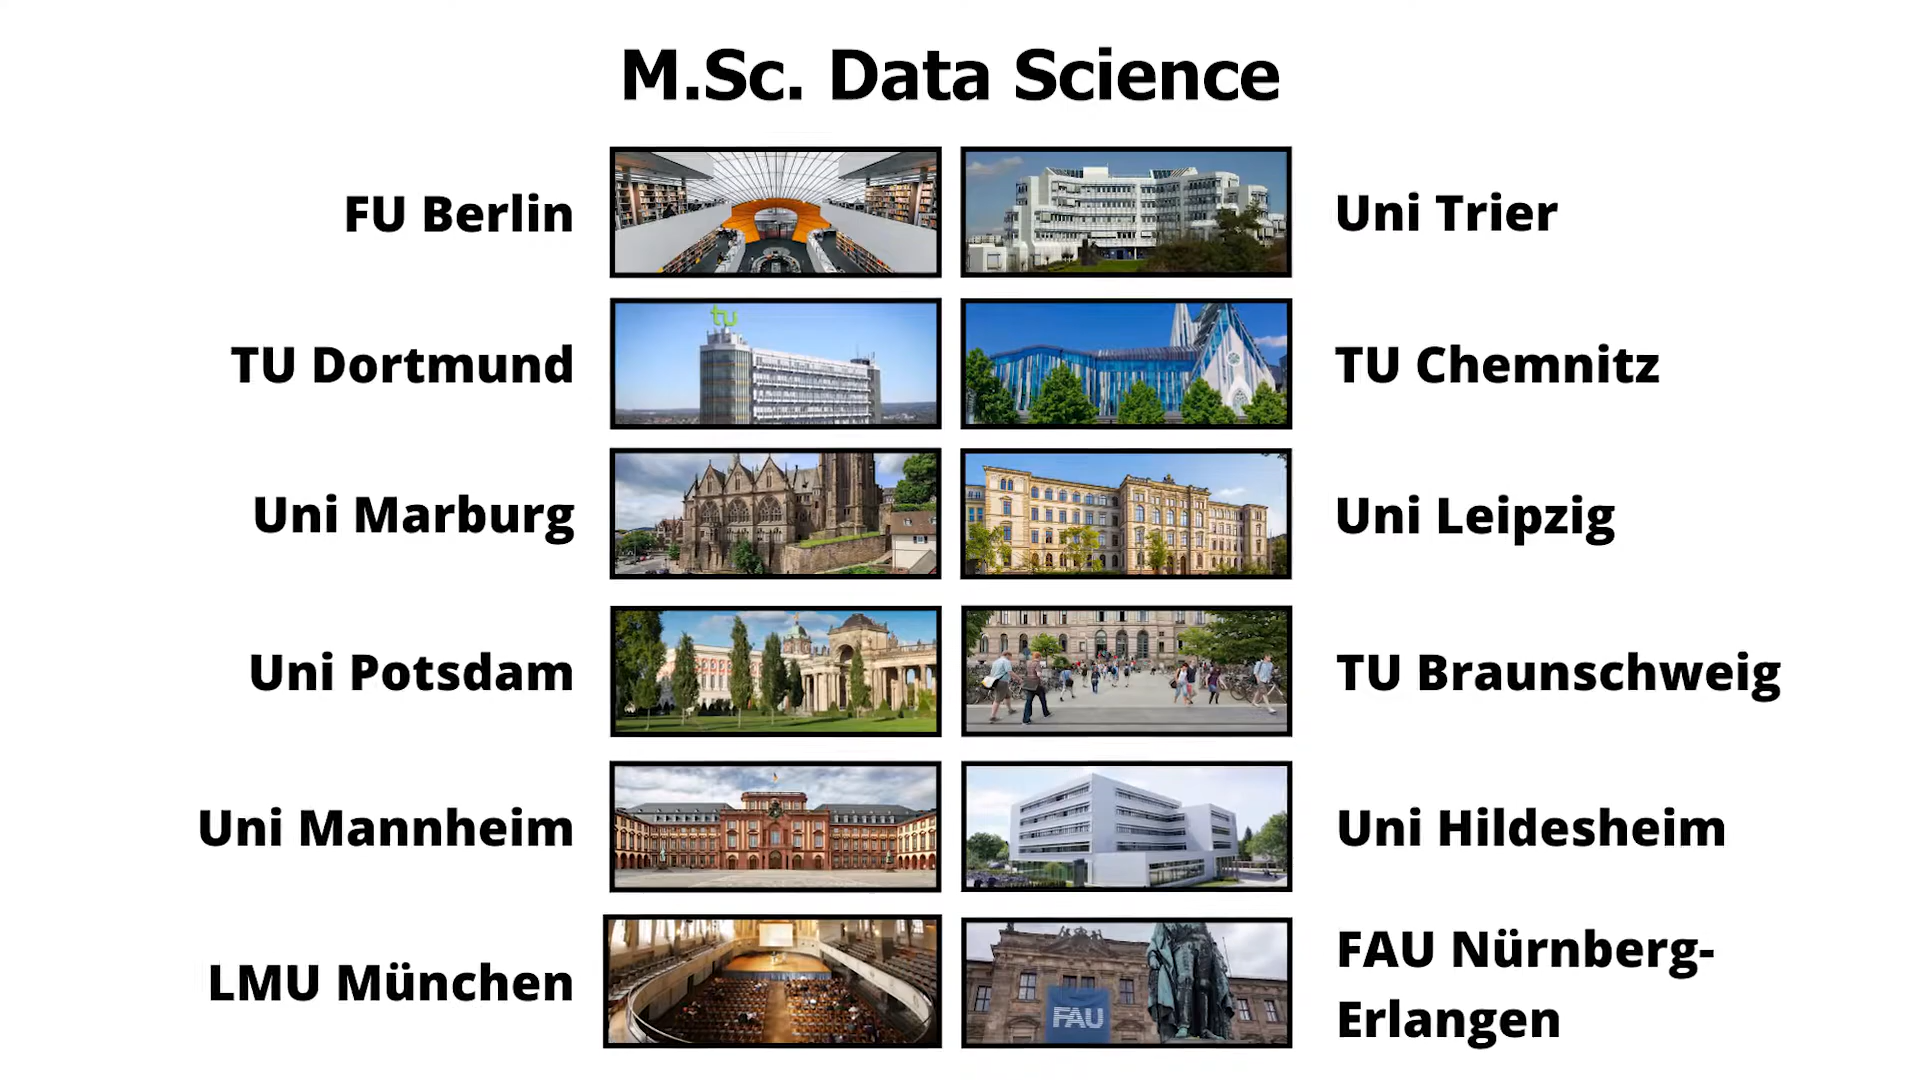 M.Sc. Data Science
FU Berlin
Uni Trier
tu
TU Dortmund
TU Chemnitz
Uni Marburg
Uni Leipzig
Uni Potsdam
TU Braunschweig
Uni Mannheim
Uni Hildesheim
LMU München
FAU
FAU Nürnberg-
Erlangen